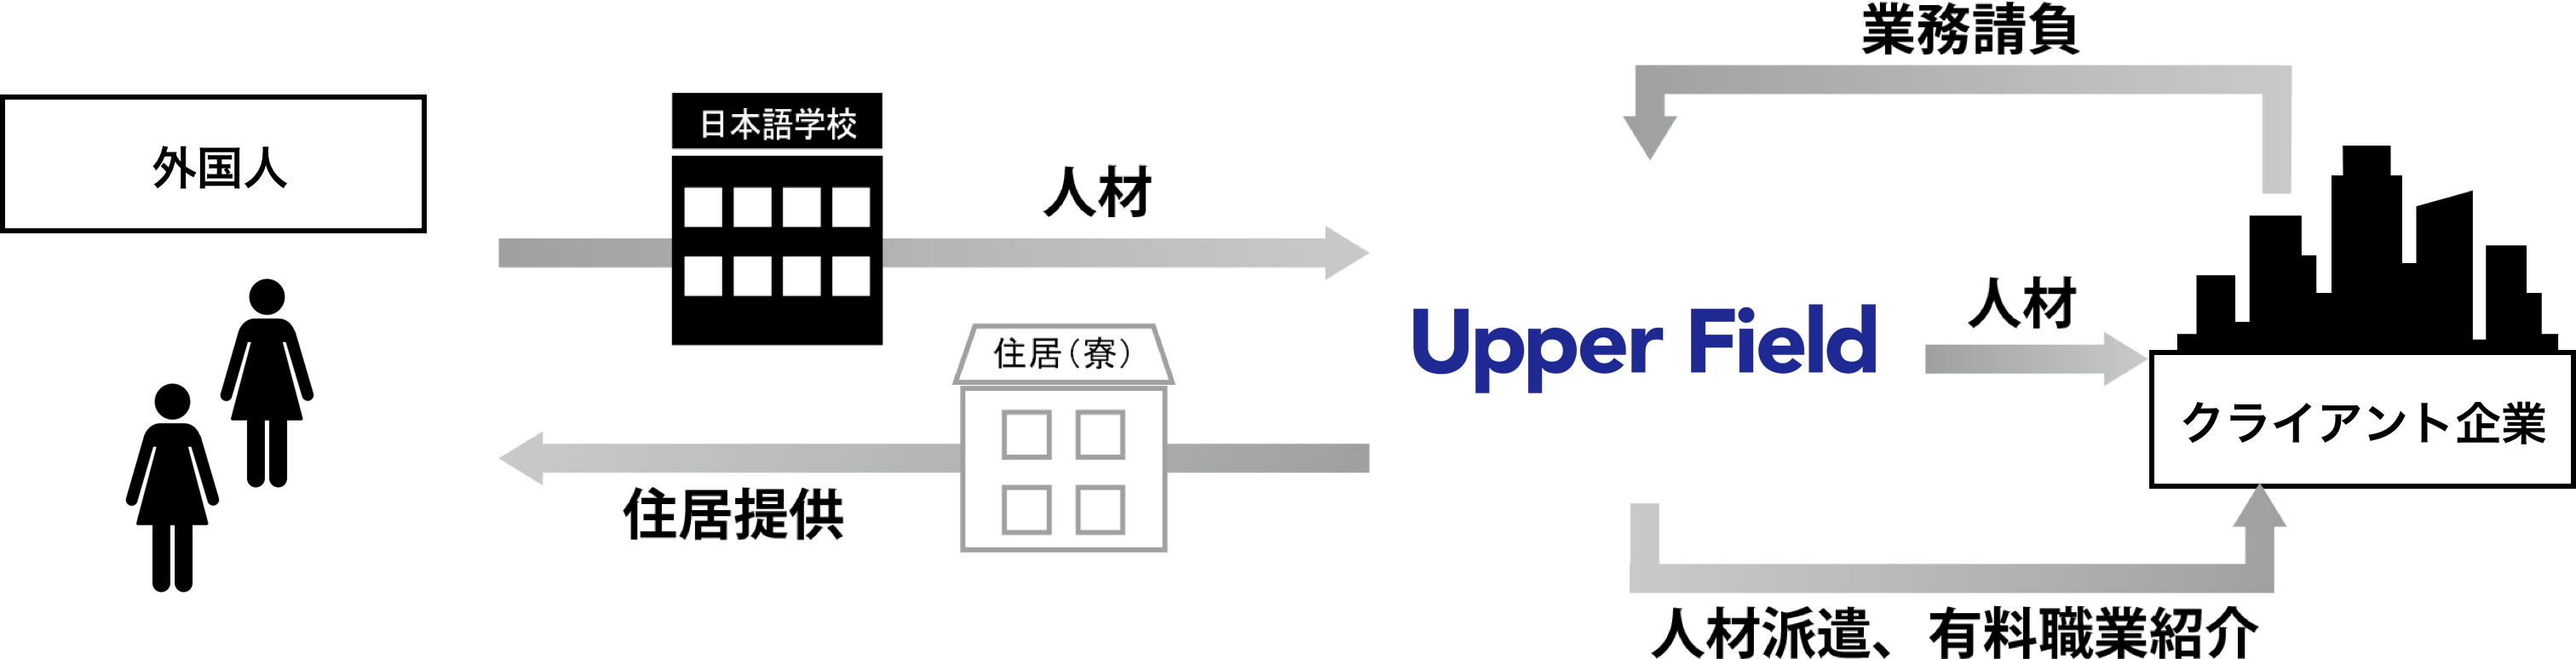 業務請負
外国人
日本語学校
人材
Upper Field
人材
住居（寮）
クライアント企業
住居提供
人材派遣、有料職業紹介